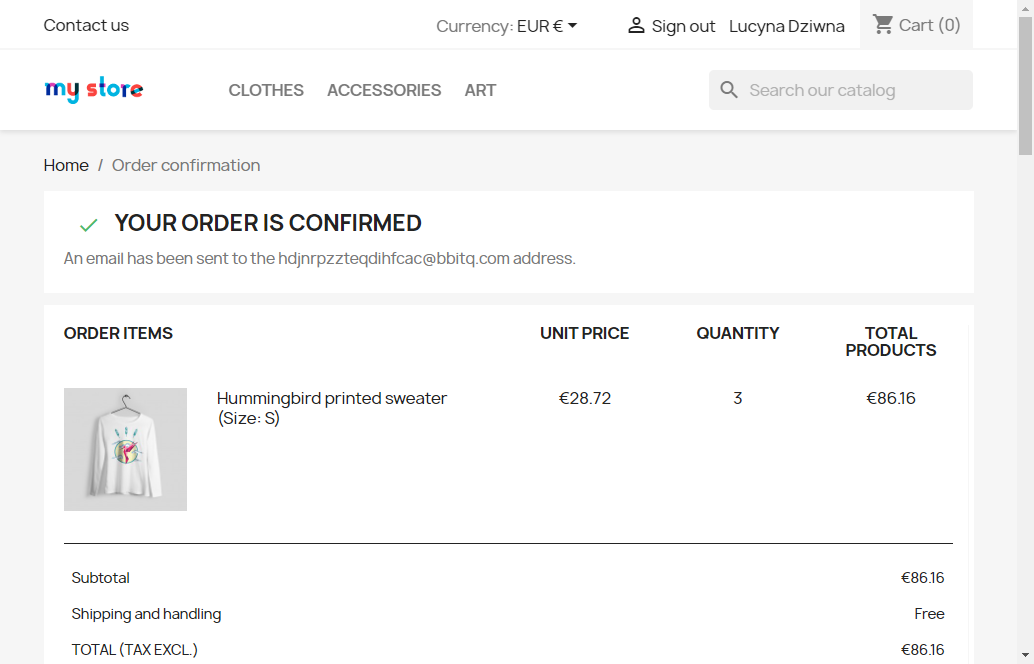 Contact us
Currency: EUR €
Sign out
Lucyna Dziwna
Cart (0)
my store
CLOTHES
ACCESSORIES
ART
Search our catalog
Home / Order confirmation
YOUR ORDER IS CONFIRMED
An email has been sent to the hdjnrpzzteqdihfcac@bbitq.com address.
ORDER ITEMS
UNIT PRICE
QUANTITY
TOTAL
PRODUCTS
Hummingbird printed sweater
(Size: S)
€28.72
3
€86.16
Subtotal
€86.16
Shipping and handling
Free
TOTAL (TAX EXCL.)
€86.16